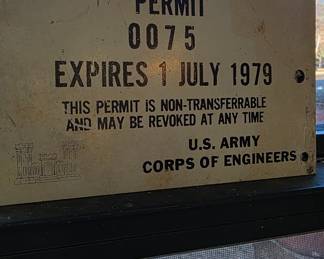 PERMIT
0075
EXPIRES 1 JULY 1979
THIS PERMIT IS NON-TRANSFERRABLE
AND MAY BE REVOKED AT ANY TIME
U.S. ARMY
CORPS OF ENGINEERS